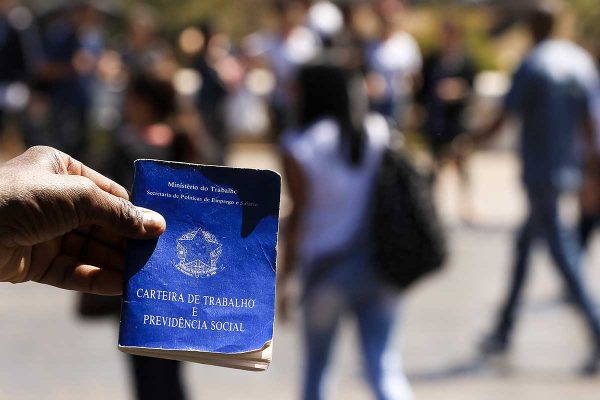 Ministério do Trabalho
Secretaria de Políticas de Emprego e Salário
CARTEIRA DE TRABALHO
E
PREVIDÊNCIA SOCIAL